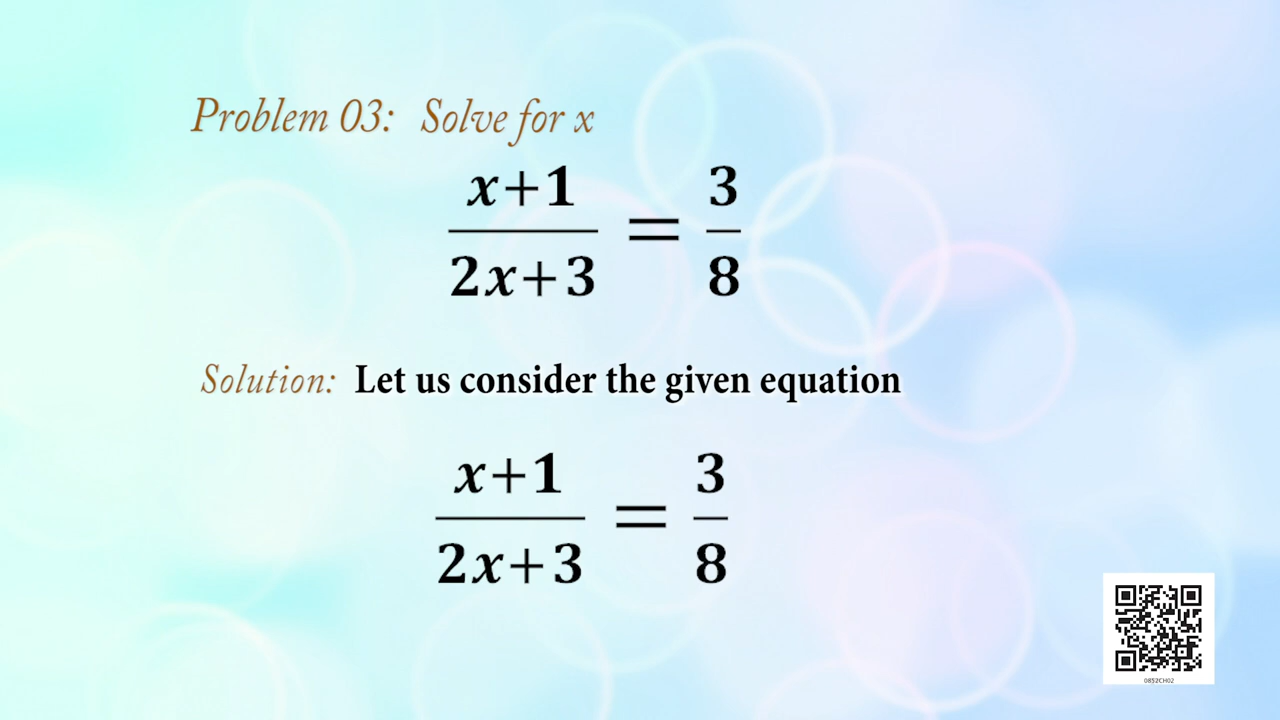 Problem 03: Solve for x
x+1
2x+3
=
3
8
Solution: Let us consider the given equation
x+1
2x+3
=
3
8
0852CH02